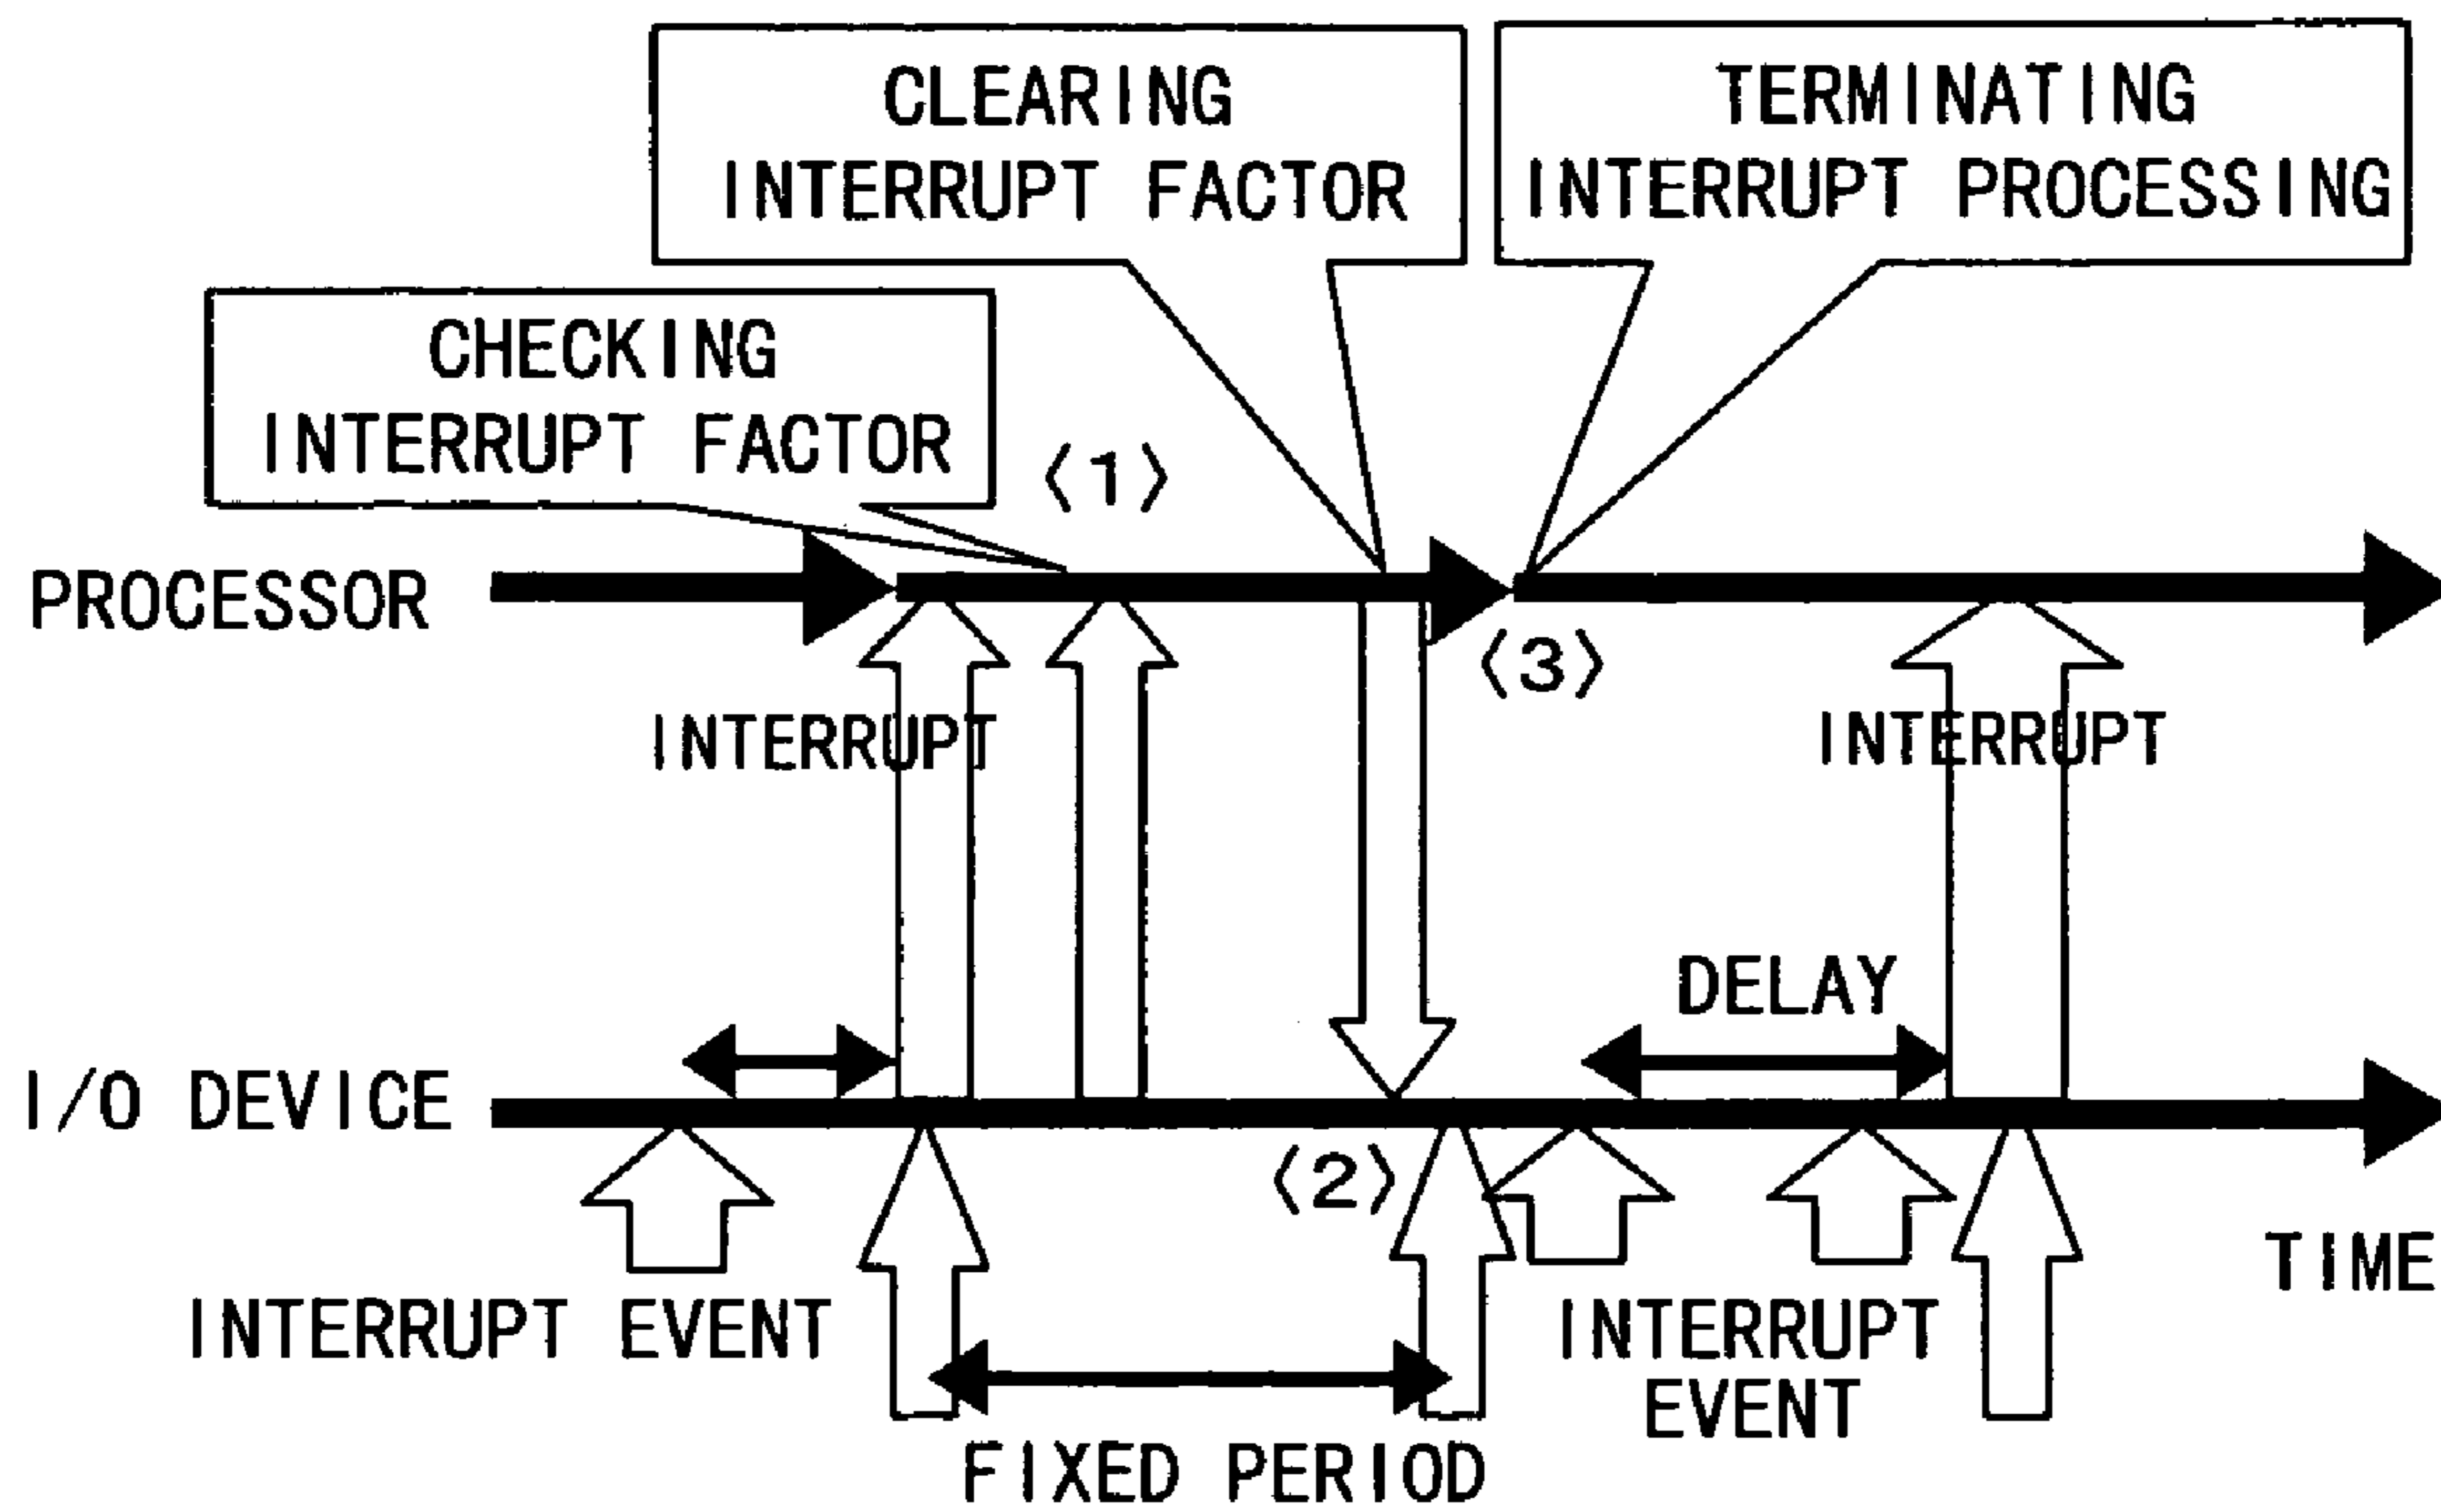 CLEARING
INTERRUPT FACTOR
TERMINATING
INTERRUPT PROCESSING
CHECKING
INTERRUPT FACTOR
⟨1⟩
PROCESSOR
⟨3⟩
INTERRUPT
INTERRUPT
DELAY
I/O DEVICE
⟨2⟩
TIME
INTERRUPT EVENT
INTERRUPT
EVENT
FIXED PERIOD